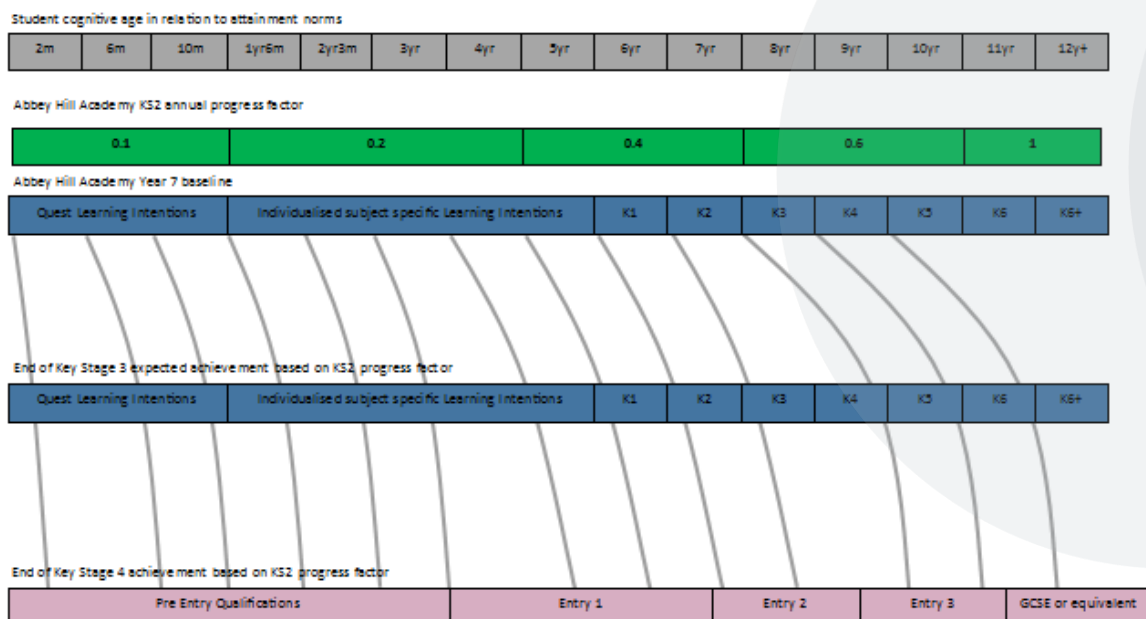 Student cognitive age in relation to attainment norms
2m 6m 10m 1yr6m 2yr3m 3yr 4yr 5yr 6yr 7yr 8yr 9yr 10yr 11yr 12y+
Abbey Hill Academy KS2 annual progress factor
0.1 0.2 0.4 0.6 1
Abbey Hill Academy Year 7 baseline
Quest Learning Intentions Individualised subject specific Learning Intentions K1 K2 K3 K4 K5 K6 K6+
End of Key Stage 3 expected achievement based on KS2 progress factor
Quest Learning Intentions Individualised subject specific Learning Intentions K1 K2 K3 K4 K5 K6 K6+
End of Key Stage 4 achievement based on KS2 progress factor
Pre Entry Qualifications Entry 1 Entry 2 Entry 3 GCSE or equivalent